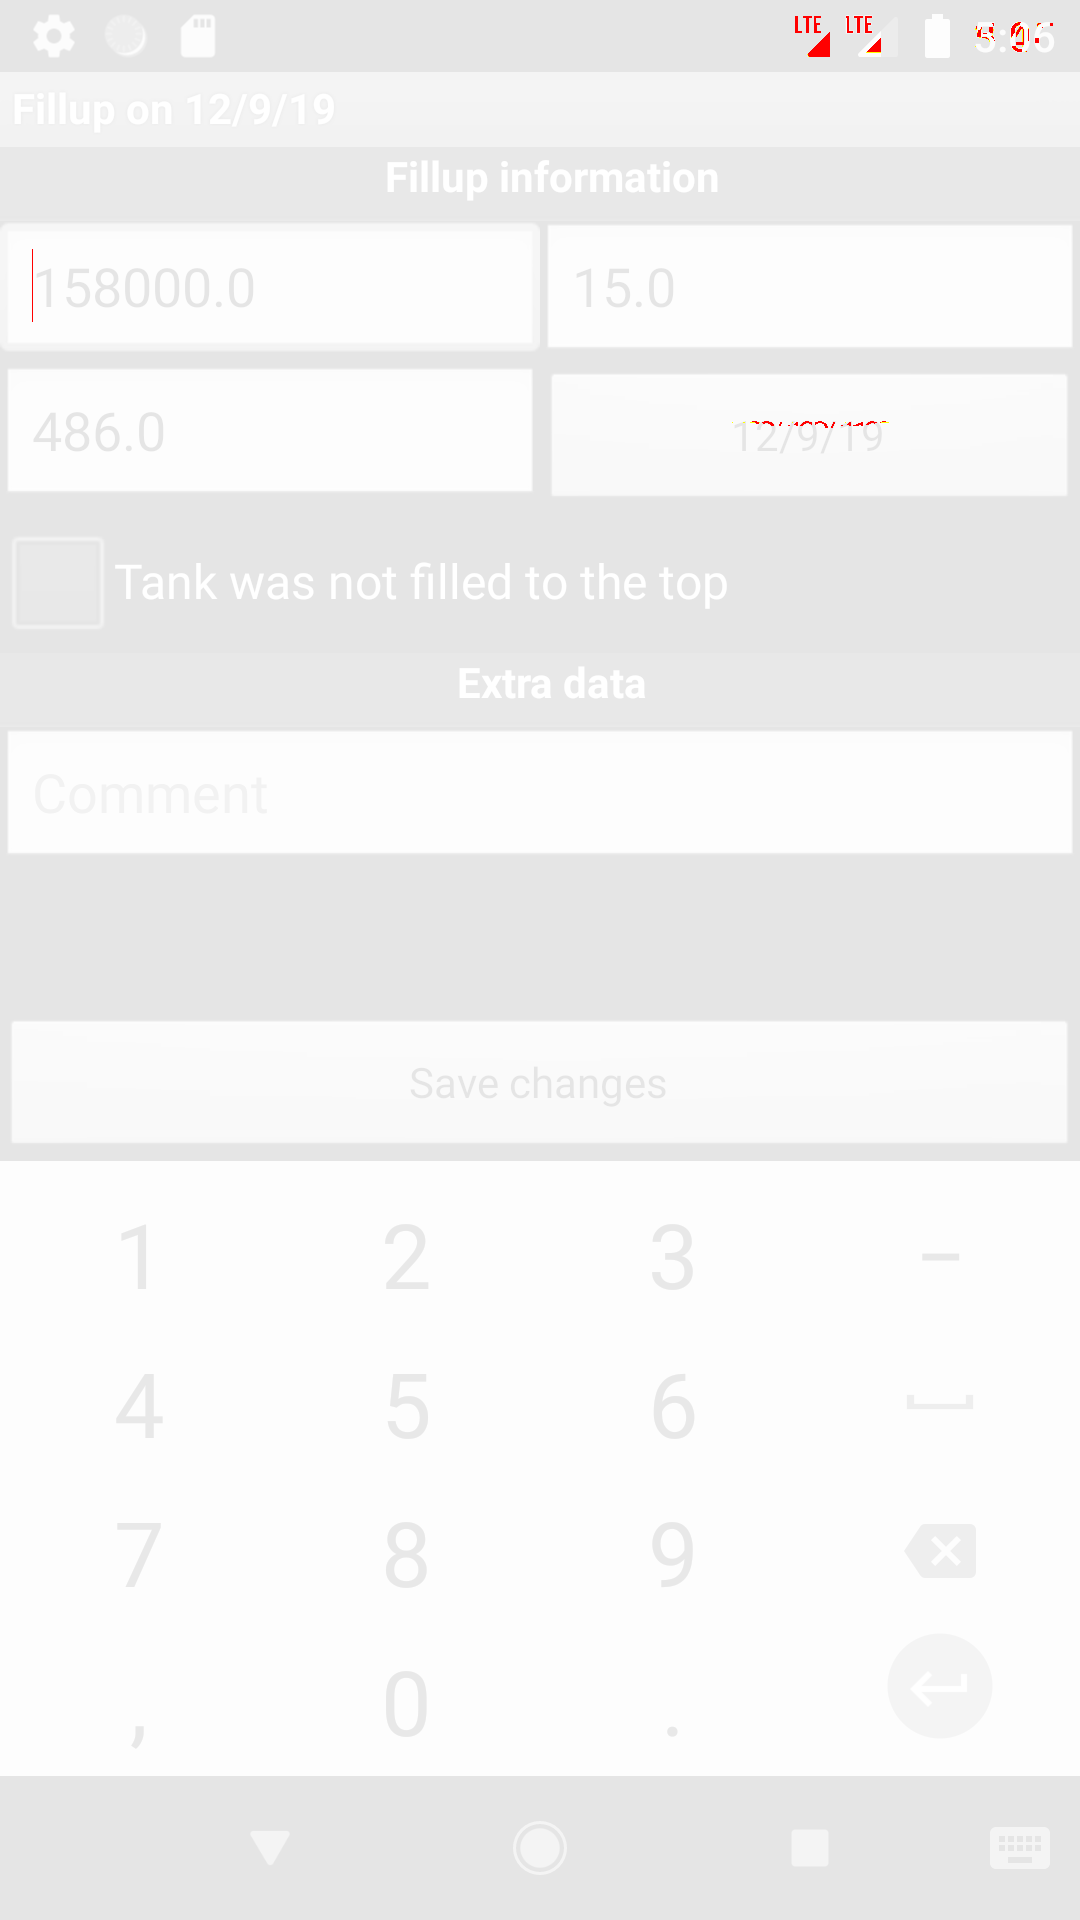 LTE LTE
Fillup on 12/9/19
Fillup information
158000.0 15.0
486.0 12/9/19
Tank was not filled to the top
Extra data
Comment
Save changes
1 2 3 –
4 5 6
7 8 9
, 0 .